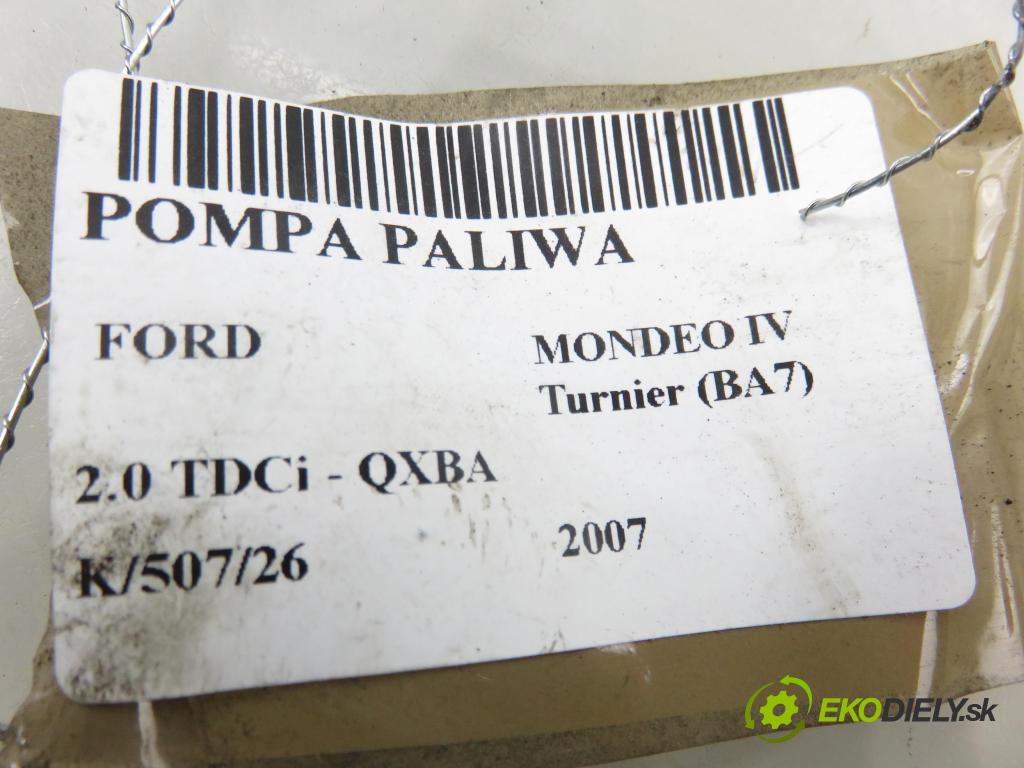 POMPA PALIWA
FORD
MONDEO IV
Turnier (BA7)
2.0 TDCi - QXBA
K/507/26
2007
EKODIELY.sk